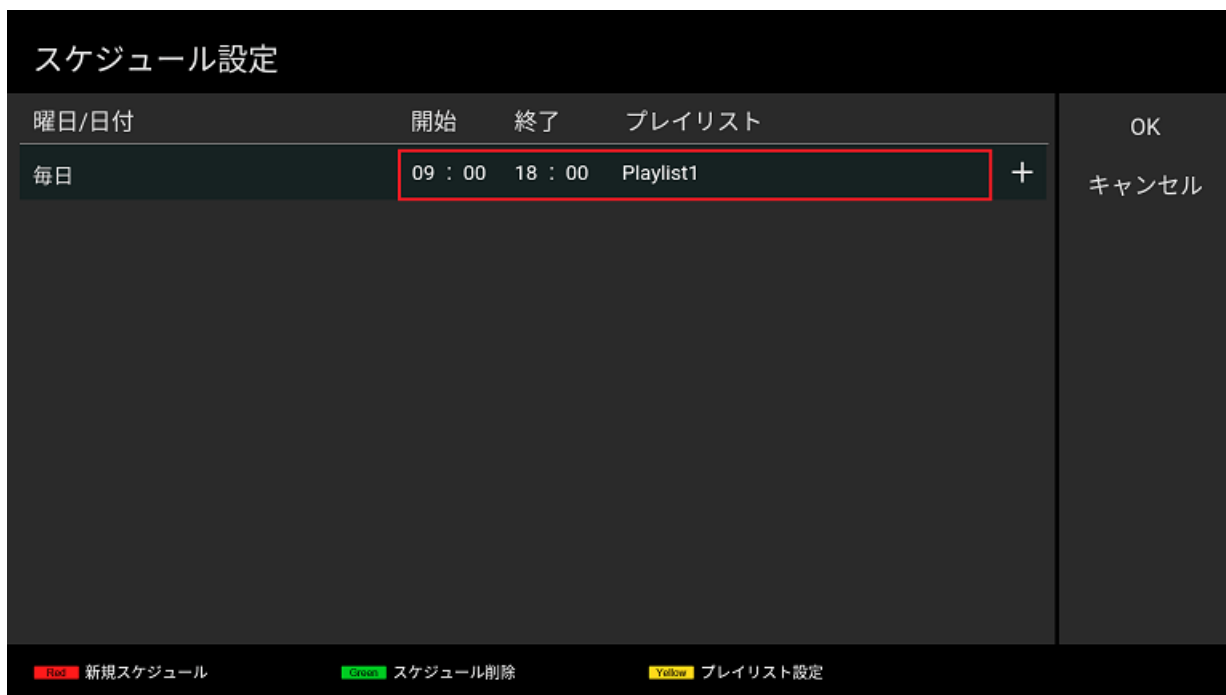 スケジュール設定
曜日/日付 開始 終了 プレイリスト
毎日 09 : 00 18 : 00 Playlist1 +
OK
キャンセル
Red 新規スケジュール Green スケジュール削除 Yellow プレイリスト設定